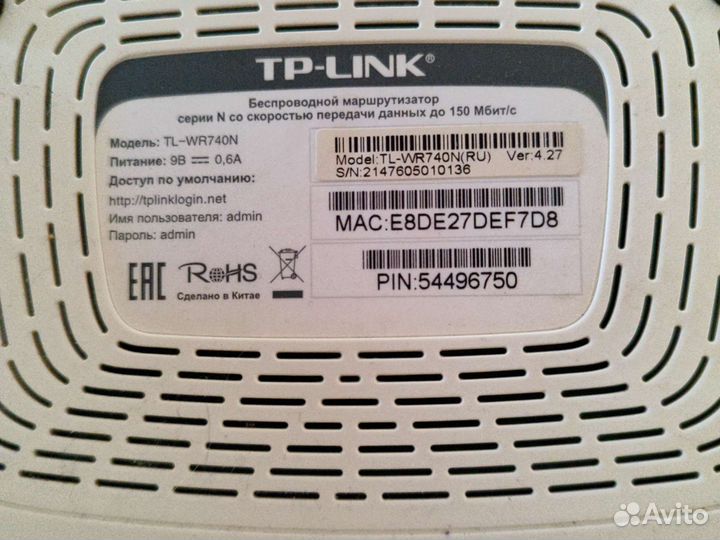 TP-LINK®
Беспроводной маршрутизатор
серии N со скоростью передачи данных до 150 Мбит/с
Модель: TL-WR740N
Питание: 9В 0,6А
Доступ по умолчанию:
http://tplinklogin.net
Имя пользователя: admin
Пароль: admin
EAC RoHS
Сделано в Китае
Model:TL-WR740N(RU) Ver:4.27
S/N:2147605010136
MAC:E8DE27DEF7D8
PIN:54496750
Avito